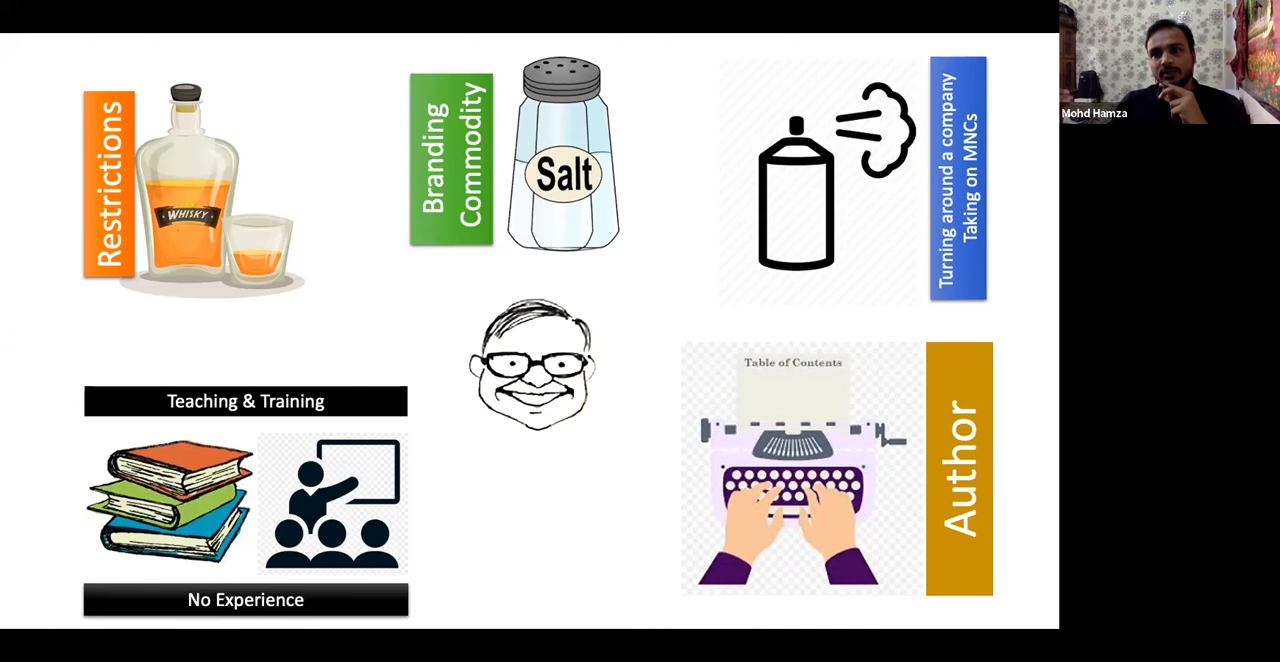 Restrictions
WHISKY
Branding
Commodity
Salt
Turning around a company
Taking on MNCs
Mohd Hamza
Teaching & Training
No Experience
Table of Contents
Author